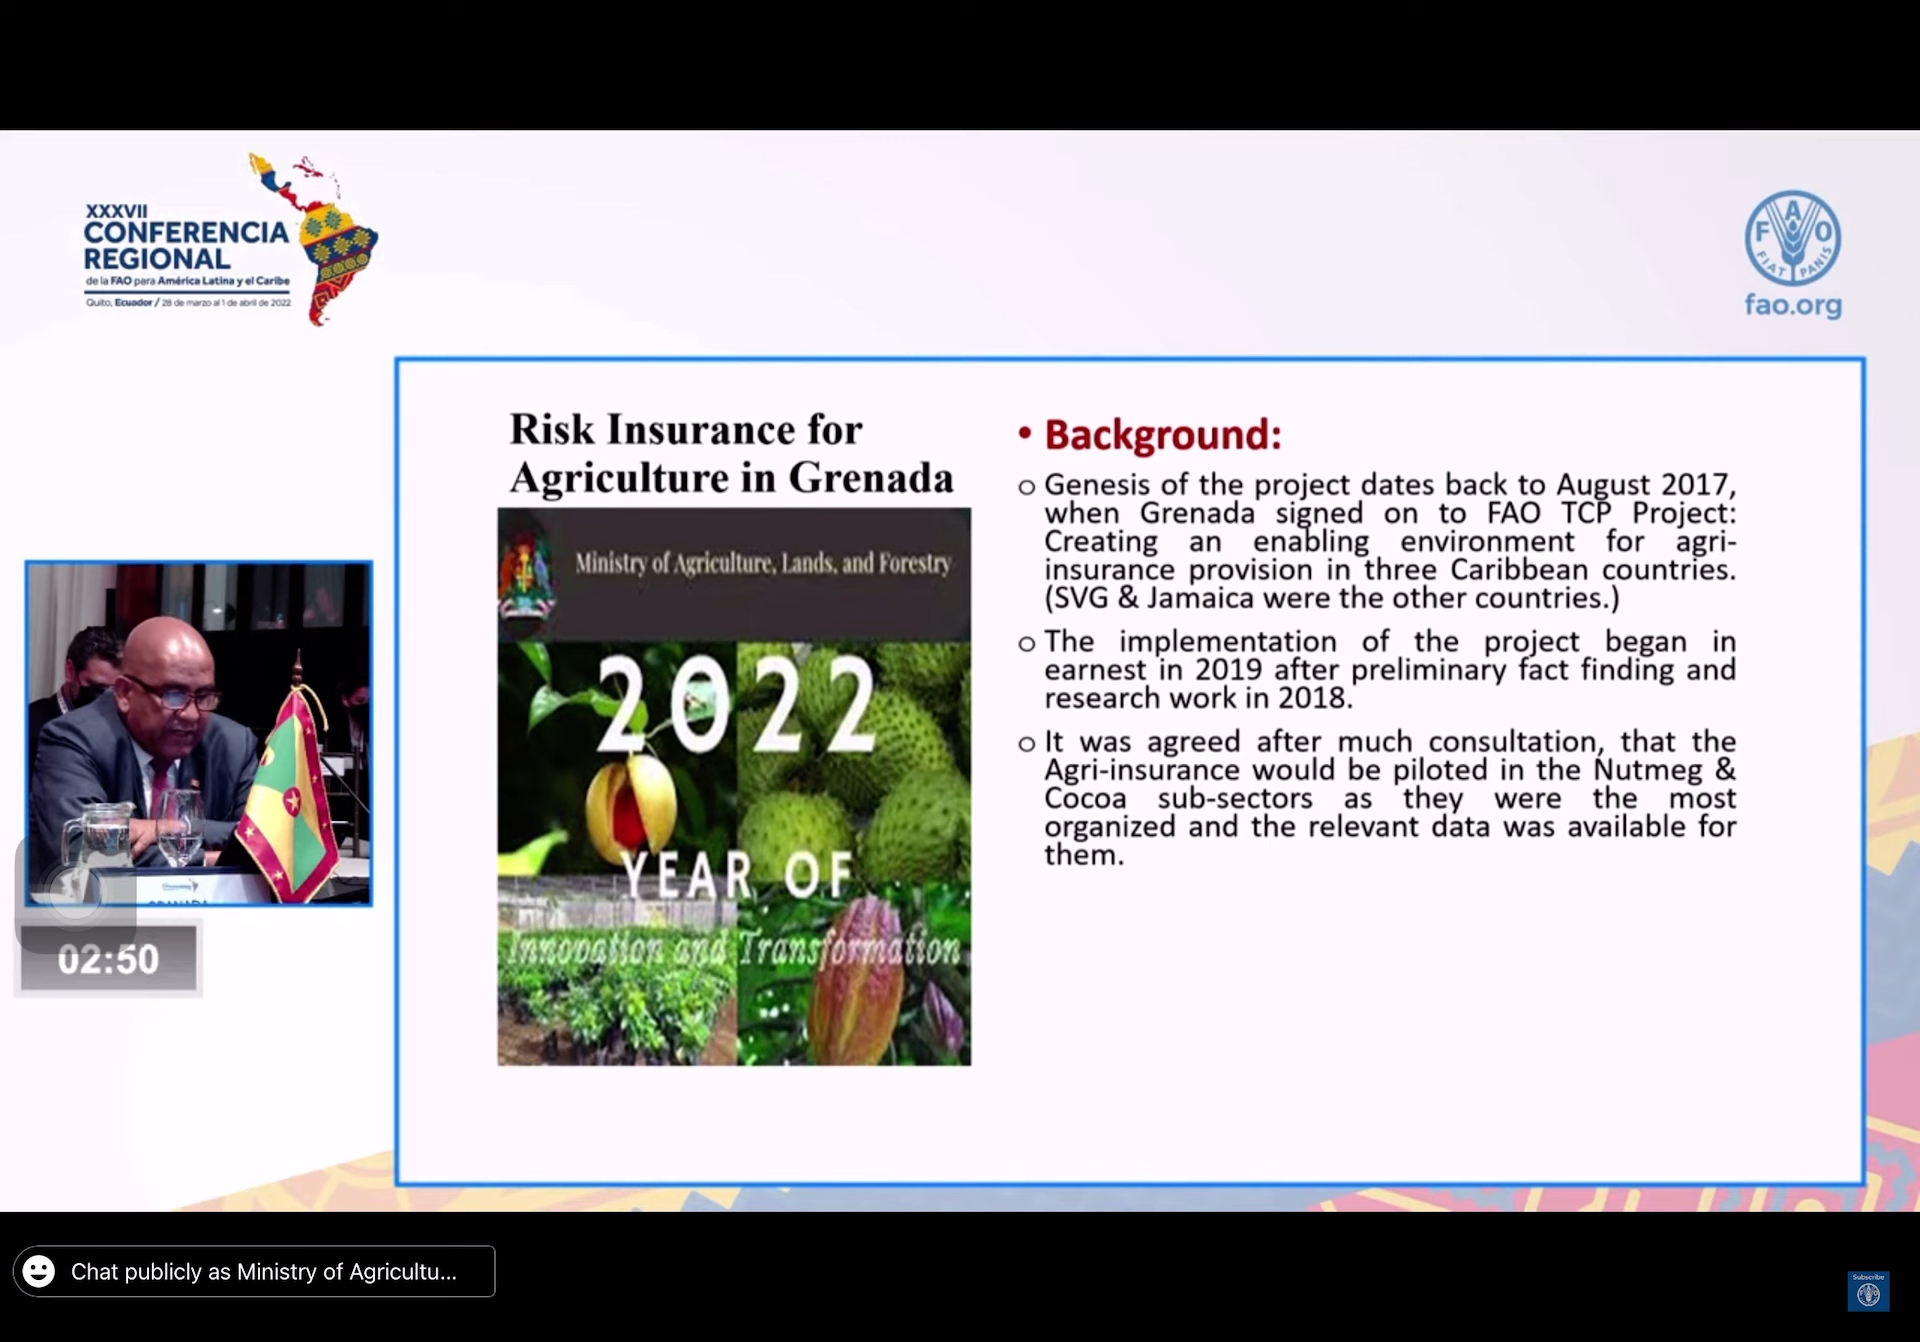 XXXVII
CONFERENCIA
REGIONAL
de la FAO para América Latina y el Caribe
Quito, Ecuador / 28 de marzo al 1 de abril de 2022
F A O
FIAT PANIS
fao.org
Risk Insurance for
Agriculture in Grenada
Ministry of Agriculture, Lands, and Forestry
2022
YEAR OF
Innovation and Transformation
• Background:
o Genesis of the project dates back to August 2017,
when Grenada signed on to FAO TCP Project:
Creating an enabling environment for agri-
insurance provision in three Caribbean countries.
(SVG & Jamaica were the other countries.)
o The implementation of the project began in
earnest in 2019 after preliminary fact finding and
research work in 2018.
o It was agreed after much consultation, that the
Agri-insurance would be piloted in the Nutmeg &
Cocoa sub-sectors as they were the most
organized and the relevant data was available for
them.
02:50
Chat publicly as Ministry of Agricultu...
Subscribe